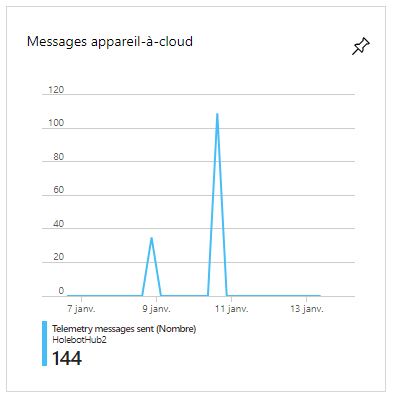 Messages appareil-à-cloud
120
100
80
60
40
20
0
7 janv. 9 janv. 11 janv. 13 janv.
Telemetry messages sent (Nombre)
HolebotHub2
144